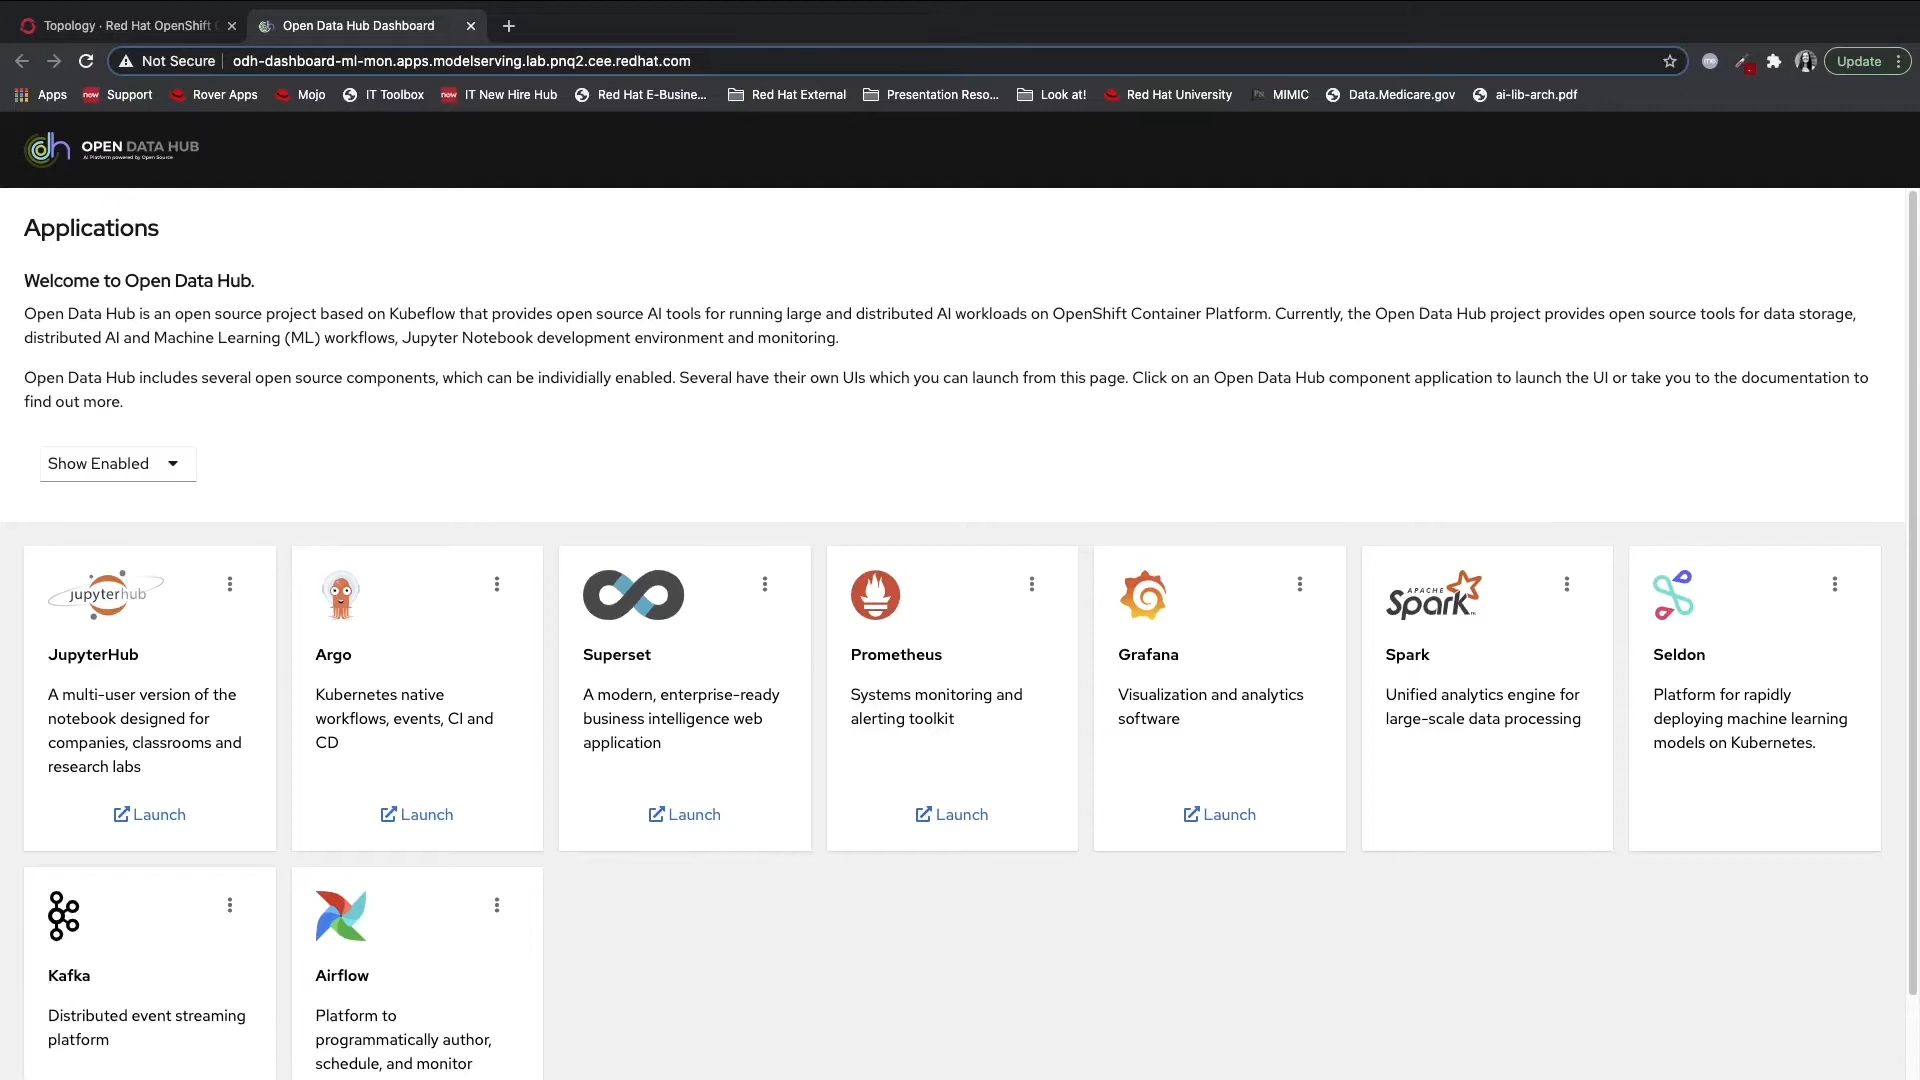 Topology · Red Hat OpenShift
Open Data Hub Dashboard
Not Secure
odh-dashboard-ml-mon.apps.modelserving.lab.pnq2.cee.redhat.com
Update
Apps
now Support
Rover Apps
Mojo
IT Toolbox
now IT New Hire Hub
Red Hat E-Busine...
Red Hat External
Presentation Reso...
Look at!
Red Hat University
MIMIC
Data.Medicare.gov
ai-lib-arch.pdf
OPEN DATA HUB
AI Platform powered by Open Source
Applications
Welcome to Open Data Hub.
Open Data Hub is an open source project based on Kubeflow that provides open source AI tools for running large and distributed AI workloads on OpenShift Container Platform. Currently, the Open Data Hub project provides open source tools for data storage,
distributed AI and Machine Learning (ML) workflows, Jupyter Notebook development environment and monitoring.
Open Data Hub includes several open source components, which can be individially enabled. Several have their own UIs which you can launch from this page. Click on an Open Data Hub component application to launch the UI or take you to the documentation to
find out more.
Show Enabled
jupyterhub
JupyterHub
A multi-user version of the
notebook designed for
companies, classrooms and
research labs
Launch
Argo
Kubernetes native
workflows, events, CI and
CD
Launch
Superset
A modern, enterprise-ready
business intelligence web
application
Launch
Prometheus
Systems monitoring and
alerting toolkit
Launch
Grafana
Visualization and analytics
software
Launch
APACHE
Spark
Spark
Unified analytics engine for
large-scale data processing
Seldon
Platform for rapidly
deploying machine learning
models on Kubernetes.
Kafka
Distributed event streaming
platform
Airflow
Platform to
programmatically author,
schedule, and monitor